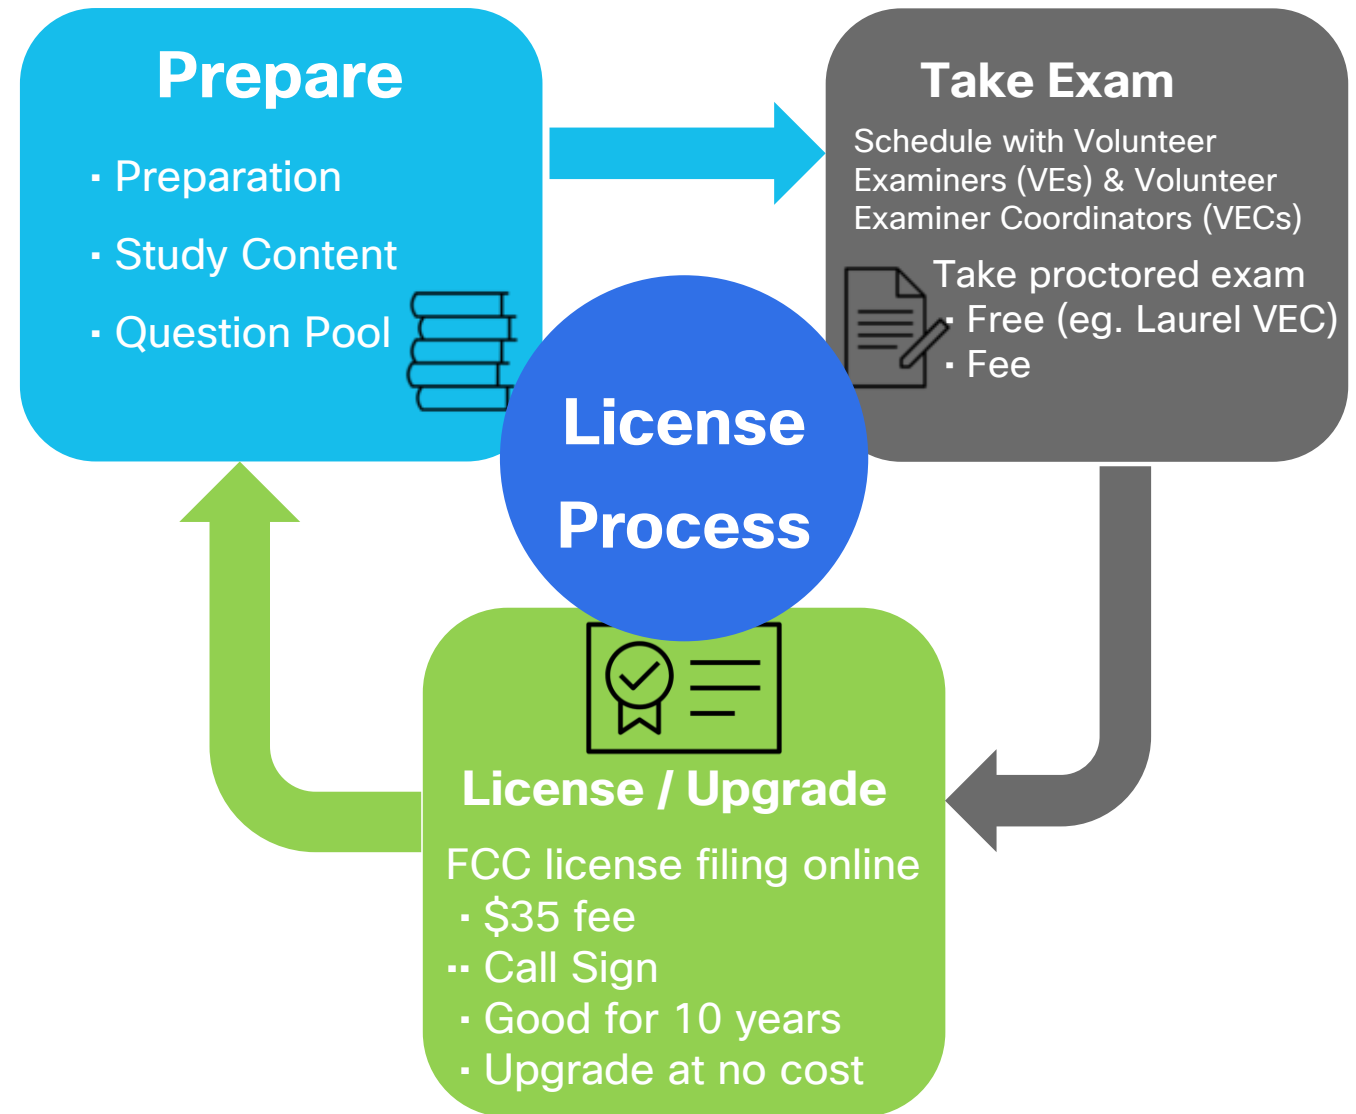 Prepare
▪ Preparation
▪ Study Content
▪ Question Pool
Take Exam
Schedule with Volunteer
Examiners (VEs) & Volunteer
Examiner Coordinators (VECs)
Take proctored exam
▪ Free (eg. Laurel VEC)
▪ Fee
License
Process
License / Upgrade
FCC license filing online
▪ $35 fee
▪▪ Call Sign
▪ Good for 10 years
▪ Upgrade at no cost